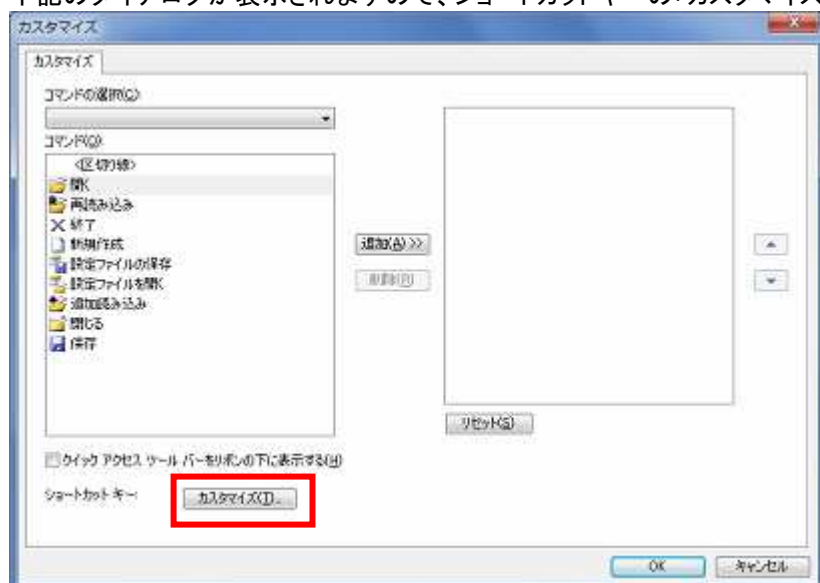 下記のダイアログが表示されますので、ショートカットキーの「カスタマイズ
カスタマイズ
カスタマイズ
コマンドの選択(C)
コマンド(O)
<区切り線>
開く
再読み込み
終了
新規作成
設定ファイルの保存
設定ファイルを開く
追加読み込み
閉じる
保存
追加(A) >>
削除(R)
リセット(S)
クイック アクセス ツール バーをリボンの下に表示する(H)
ショートカット キー:
カスタマイズ(T)...
OK
キャンセル